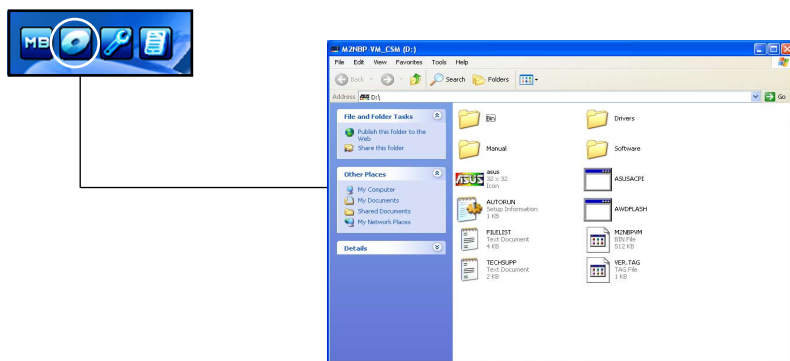 MB
M2NBP-VM_CSM (D:)
File Edit View Favorites Tools Help
Back Search Folders
Address D:\ Go
File and Folder Tasks
Publish this folder to the
Web
Share this folder
Other Places
My Computer
My Documents
Shared Documents
My Network Places
Details
Bin
Drivers
Manual
Software
ASUS
asus
32 x 32
Icon
ASUSACPI
AUTORUN
Setup Information
1 KB
AWDFLASH
FILELIST
Text Document
4 KB
M2NBPVM
BIN File
512 KB
TECHSUPP
Text Document
2 KB
VER.TAG
TAG File
1 KB